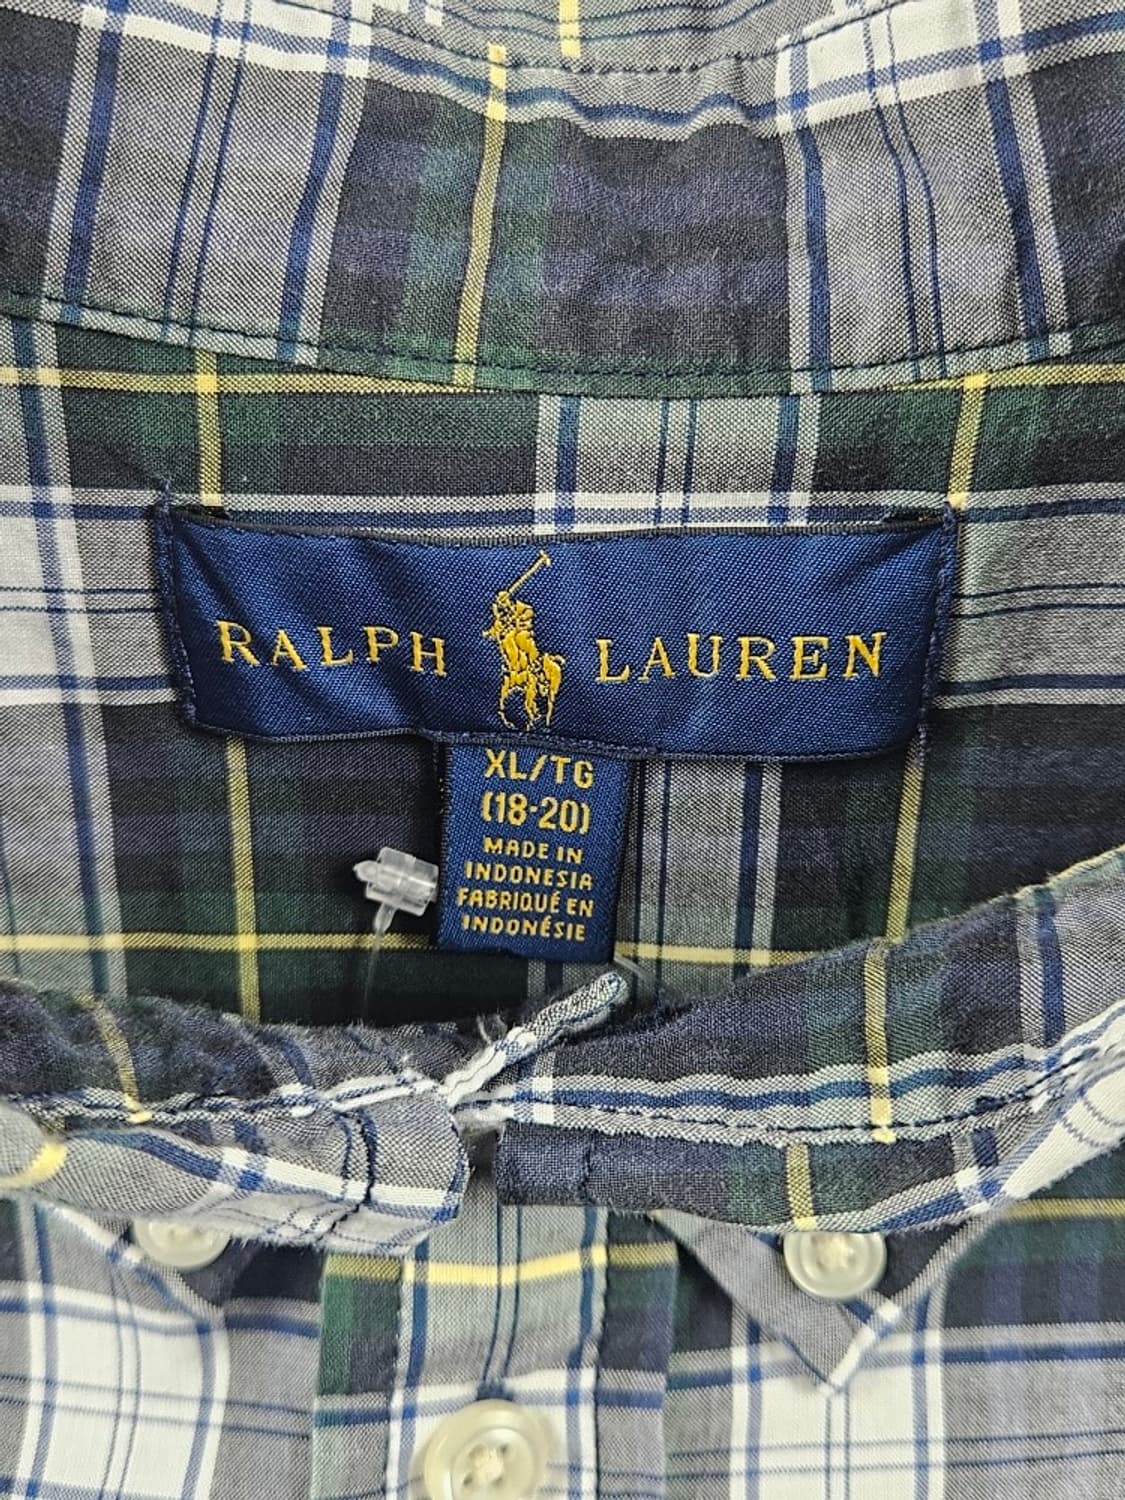 RALPH LAUREN
XL/TG
(18-20)
MADE IN
INDONESIA
FABRIQUÉ EN
INDONÉSIE